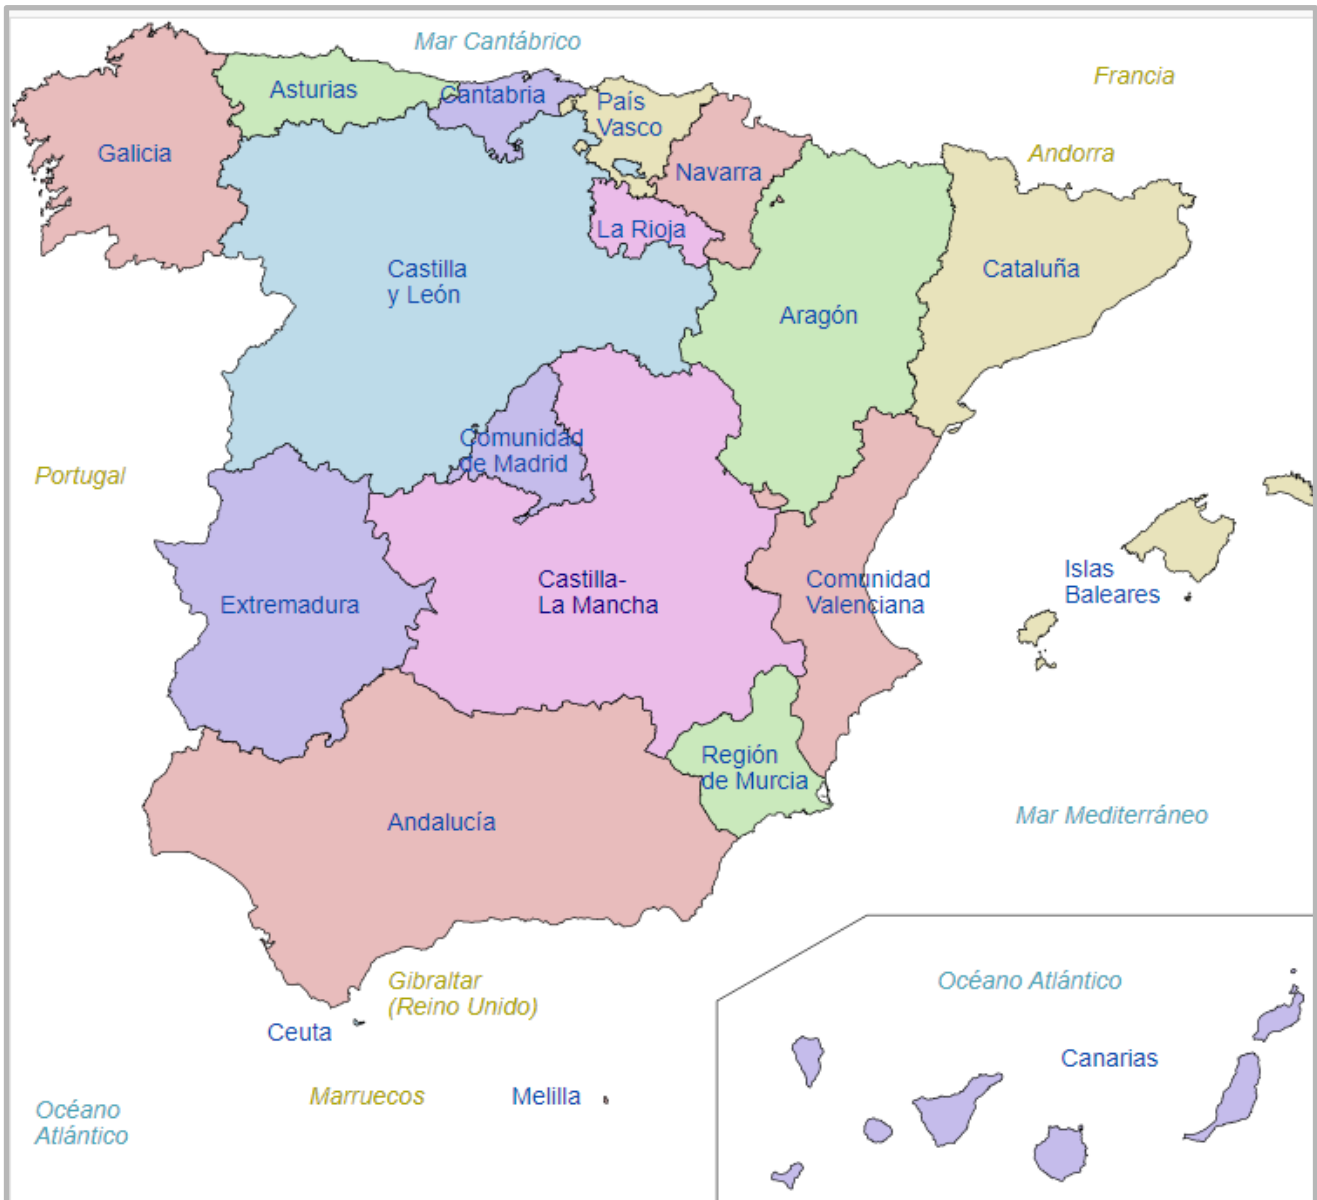 Mar Cantábrico
Francia
Asturias
Cantabria
País
Vasco
Galicia
Navarra
Andorra
La Rioja
Castilla
y León
Cataluña
Aragón
Portugal
Comunidad
de Madrid
Extremadura
Castilla-
La Mancha
Comunidad
Valenciana
Islas
Baleares
Región
de Murcia
Andalucía
Mar Mediterráneo
Gibraltar
(Reino Unido)
Océano Atlántico
Ceuta
Canarias
Marruecos
Melilla
Océano
Atlántico